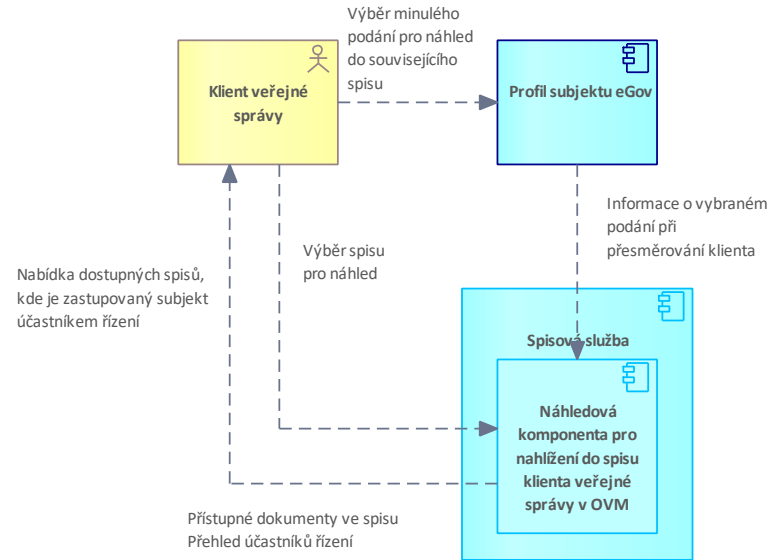 Výběr minulého
podání pro náhled
do souvisejícího
spisu
Klient veřejné
správy
Profil subjektu eGov
Informace o vybraném
podání při
přesměrování klienta
Výběr spisu
pro náhled
Nabídka dostupných spisů,
kde je zastupovaný subjekt
účastníkem řízení
Spisová služba
Náhledová
komponenta pro
nahlížení do spisu
klienta veřejné
správy v OVM
Přístupné dokumenty ve spisu
Přehled účastníků řízení